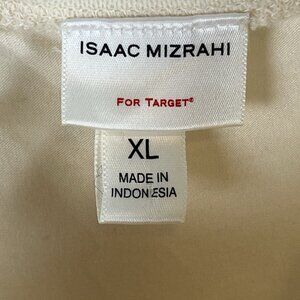 ISAAC MIZRAHI
FOR TARGET®
XL
MADE IN
INDONESIA